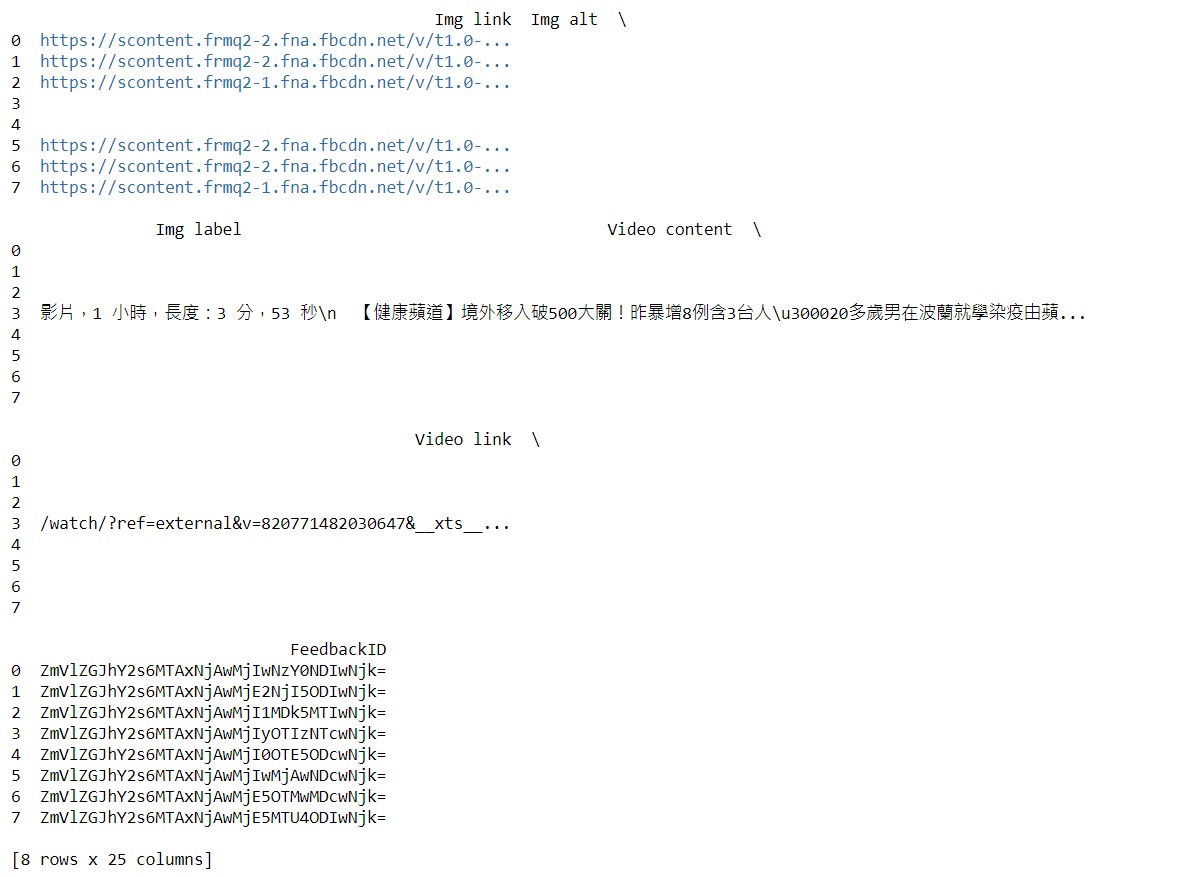 Img link Img alt \
0 https://scontent.frmq2-2.fna.fbcdn.net/v/t1.0-...
1 https://scontent.frmq2-2.fna.fbcdn.net/v/t1.0-...
2 https://scontent.frmq2-1.fna.fbcdn.net/v/t1.0-...
3
4
5 https://scontent.frmq2-2.fna.fbcdn.net/v/t1.0-...
6 https://scontent.frmq2-2.fna.fbcdn.net/v/t1.0-...
7 https://scontent.frmq2-1.fna.fbcdn.net/v/t1.0-...
Img label Video content \
0
1
2
3 影片,1 小時,長度:3 分,53 秒\n 【健康蘋道】境外移入破500大關!昨暴增8例含3台人\u300020多歲男在波蘭就學染疫由蘋...
4
5
6
7
Video link \
0
1
2
3 /watch/?ref=external&v=820771482030647&__xts__...
4
5
6
7
FeedbackID
0 ZmVlZGJhY2s6MTAxNjAwMjIwNzY0NDIwNjk=
1 ZmVlZGJhY2s6MTAxNjAwMjE2NjI5ODIwNjk=
2 ZmVlZGJhY2s6MTAxNjAwMjI1MDk5MTIwNjk=
3 ZmVlZGJhY2s6MTAxNjAwMjIyOTIzNTcwNjk=
4 ZmVlZGJhY2s6MTAxNjAwMjI0OTE5ODcwNjk=
5 ZmVlZGJhY2s6MTAxNjAwMjIwMjAwNDcwNjk=
6 ZmVlZGJhY2s6MTAxNjAwMjE5OTMwMDcwNjk=
7 ZmVlZGJhY2s6MTAxNjAwMjE5MTU4ODIwNjk=
[8 rows x 25 columns]